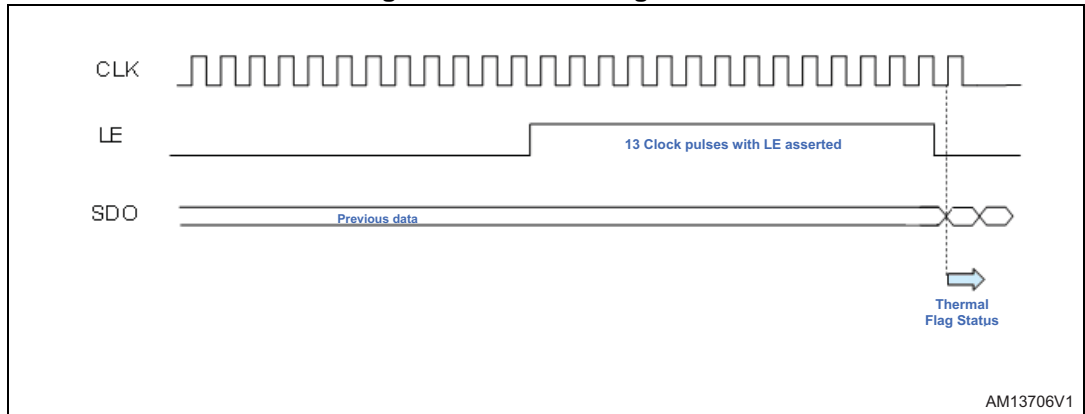 CLK
LE
13 Clock pulses with LE asserted
SDO
Previous data
Thermal
Flag Status
AM13706V1